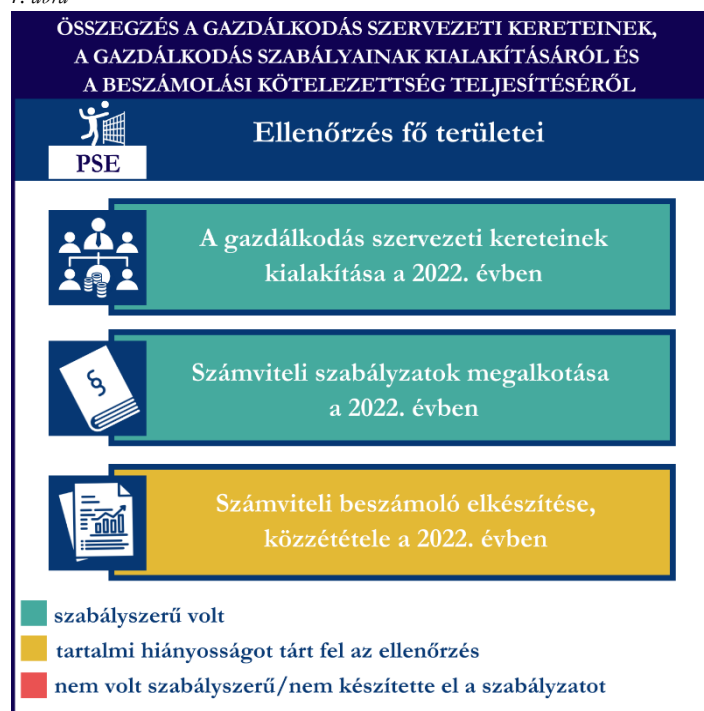 1. ábra
ÖSSZEGZÉS A GAZDÁLKODÁS SZERVEZETI KERETEINEK,
A GAZDÁLKODÁS SZABÁLYAINAK KIALAKÍTÁSÁRÓL ÉS
A BESZÁMOLÁSI KÖTELEZETTSÉG TELJESÍTÉSÉRŐL
PSE
Ellenőrzés fő területei
A gazdálkodás szervezeti kereteinek
kialakítása a 2022. évben
§
Számviteli szabályzatok megalkotása
a 2022. évben
Számviteli beszámoló elkészítése,
közzététele a 2022. évben
szabályszerű volt
tartalmi hiányosságot tárt fel az ellenőrzés
nem volt szabályszerű/nem készítette el a szabályzatot